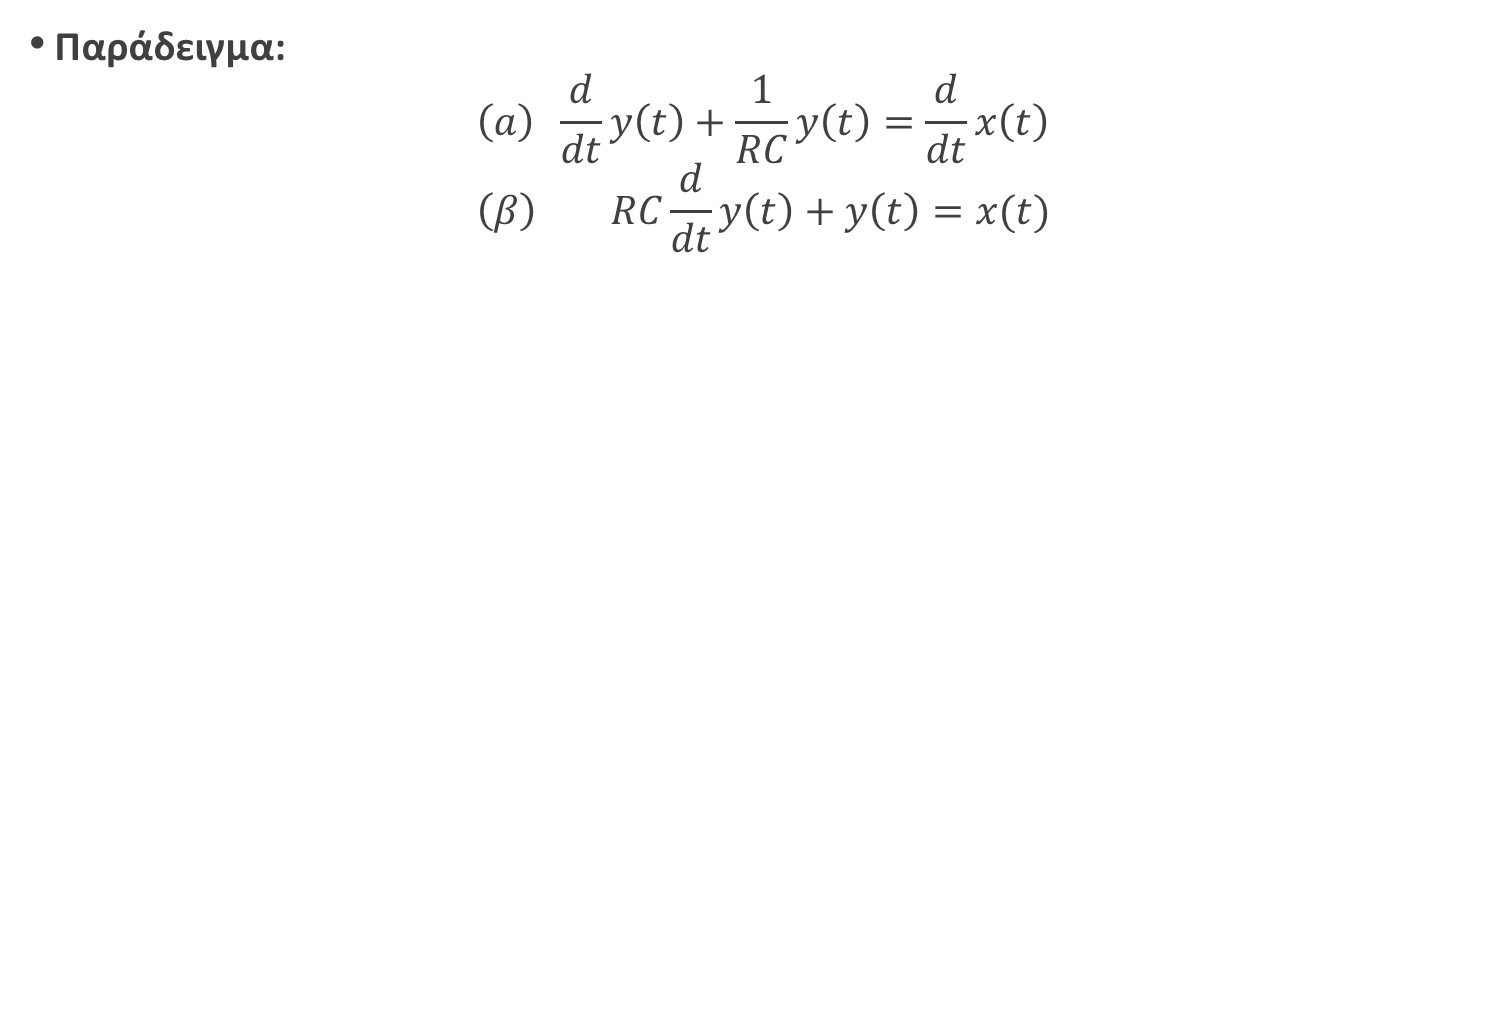 • Παράδειγμα:
(α) d/dt y(t) + 1/RC y(t) = d/dt x(t)
(β) RC d/dt y(t) + y(t) = x(t)